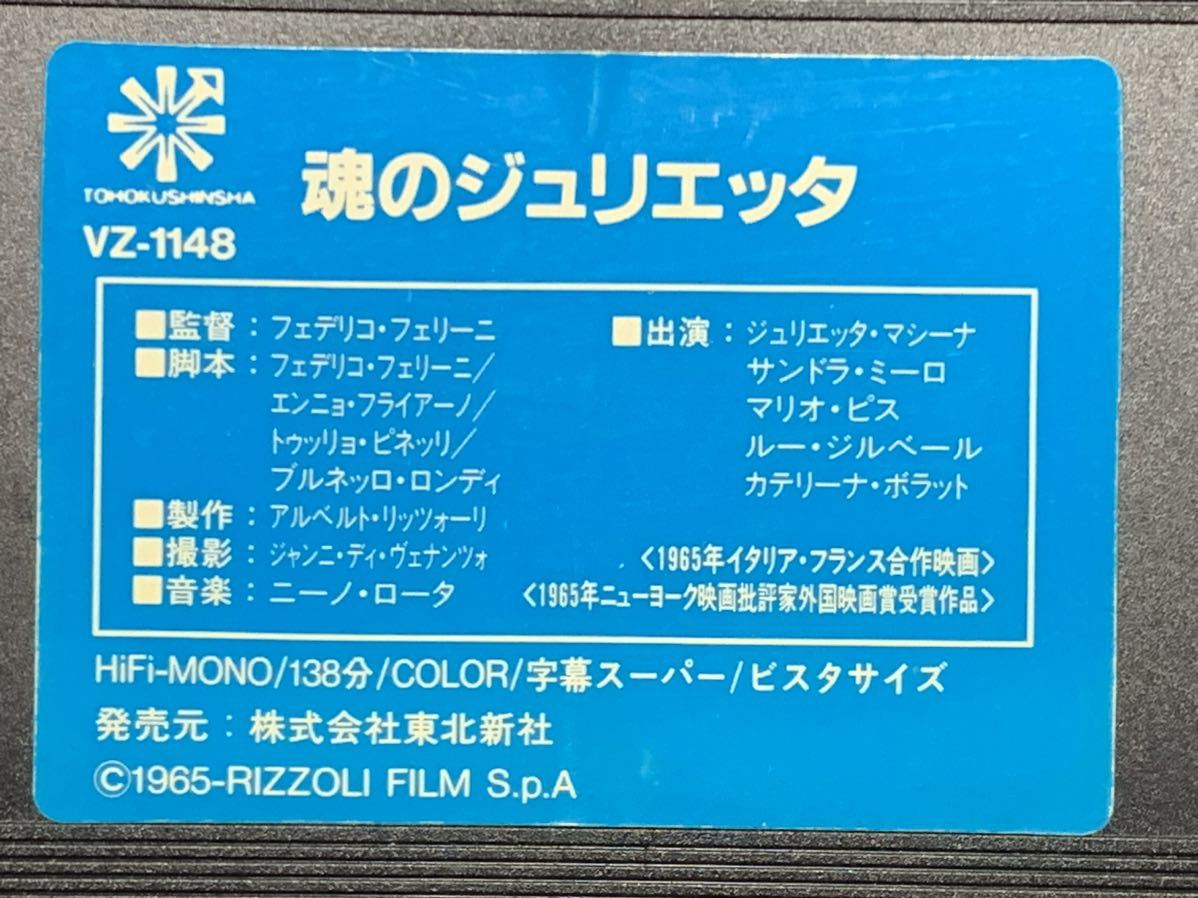 TOHOKUSHINSHA
VZ-1148
魂のジュリエッタ
■監督：フェデリコ・フェリーニ
■脚本：フェデリコ・フェリーニ/
エンニョ・フライアーノ/
トゥッリョ・ピネッリ/
ブルネッロ・ロンディ
■製作：アルベルト・リッツォーリ
■撮影：ジャンニ・ディ・ヴェナンツォ
■音楽：ニーノ・ロータ
■出演：ジュリエッタ・マシーナ
サンドラ・ミーロ
マリオ・ピス
ルー・ジルベール
カテリーナ・ボラット
<1965年イタリア・フランス合作映画>
<1965年ニューヨーク映画批評家外国映画賞受賞作品>
HiFi-MONO/138分/COLOR/字幕スーパー/ビスタサイズ
発売元：株式会社東北新社
©1965-RIZZOLI FILM S.p.A